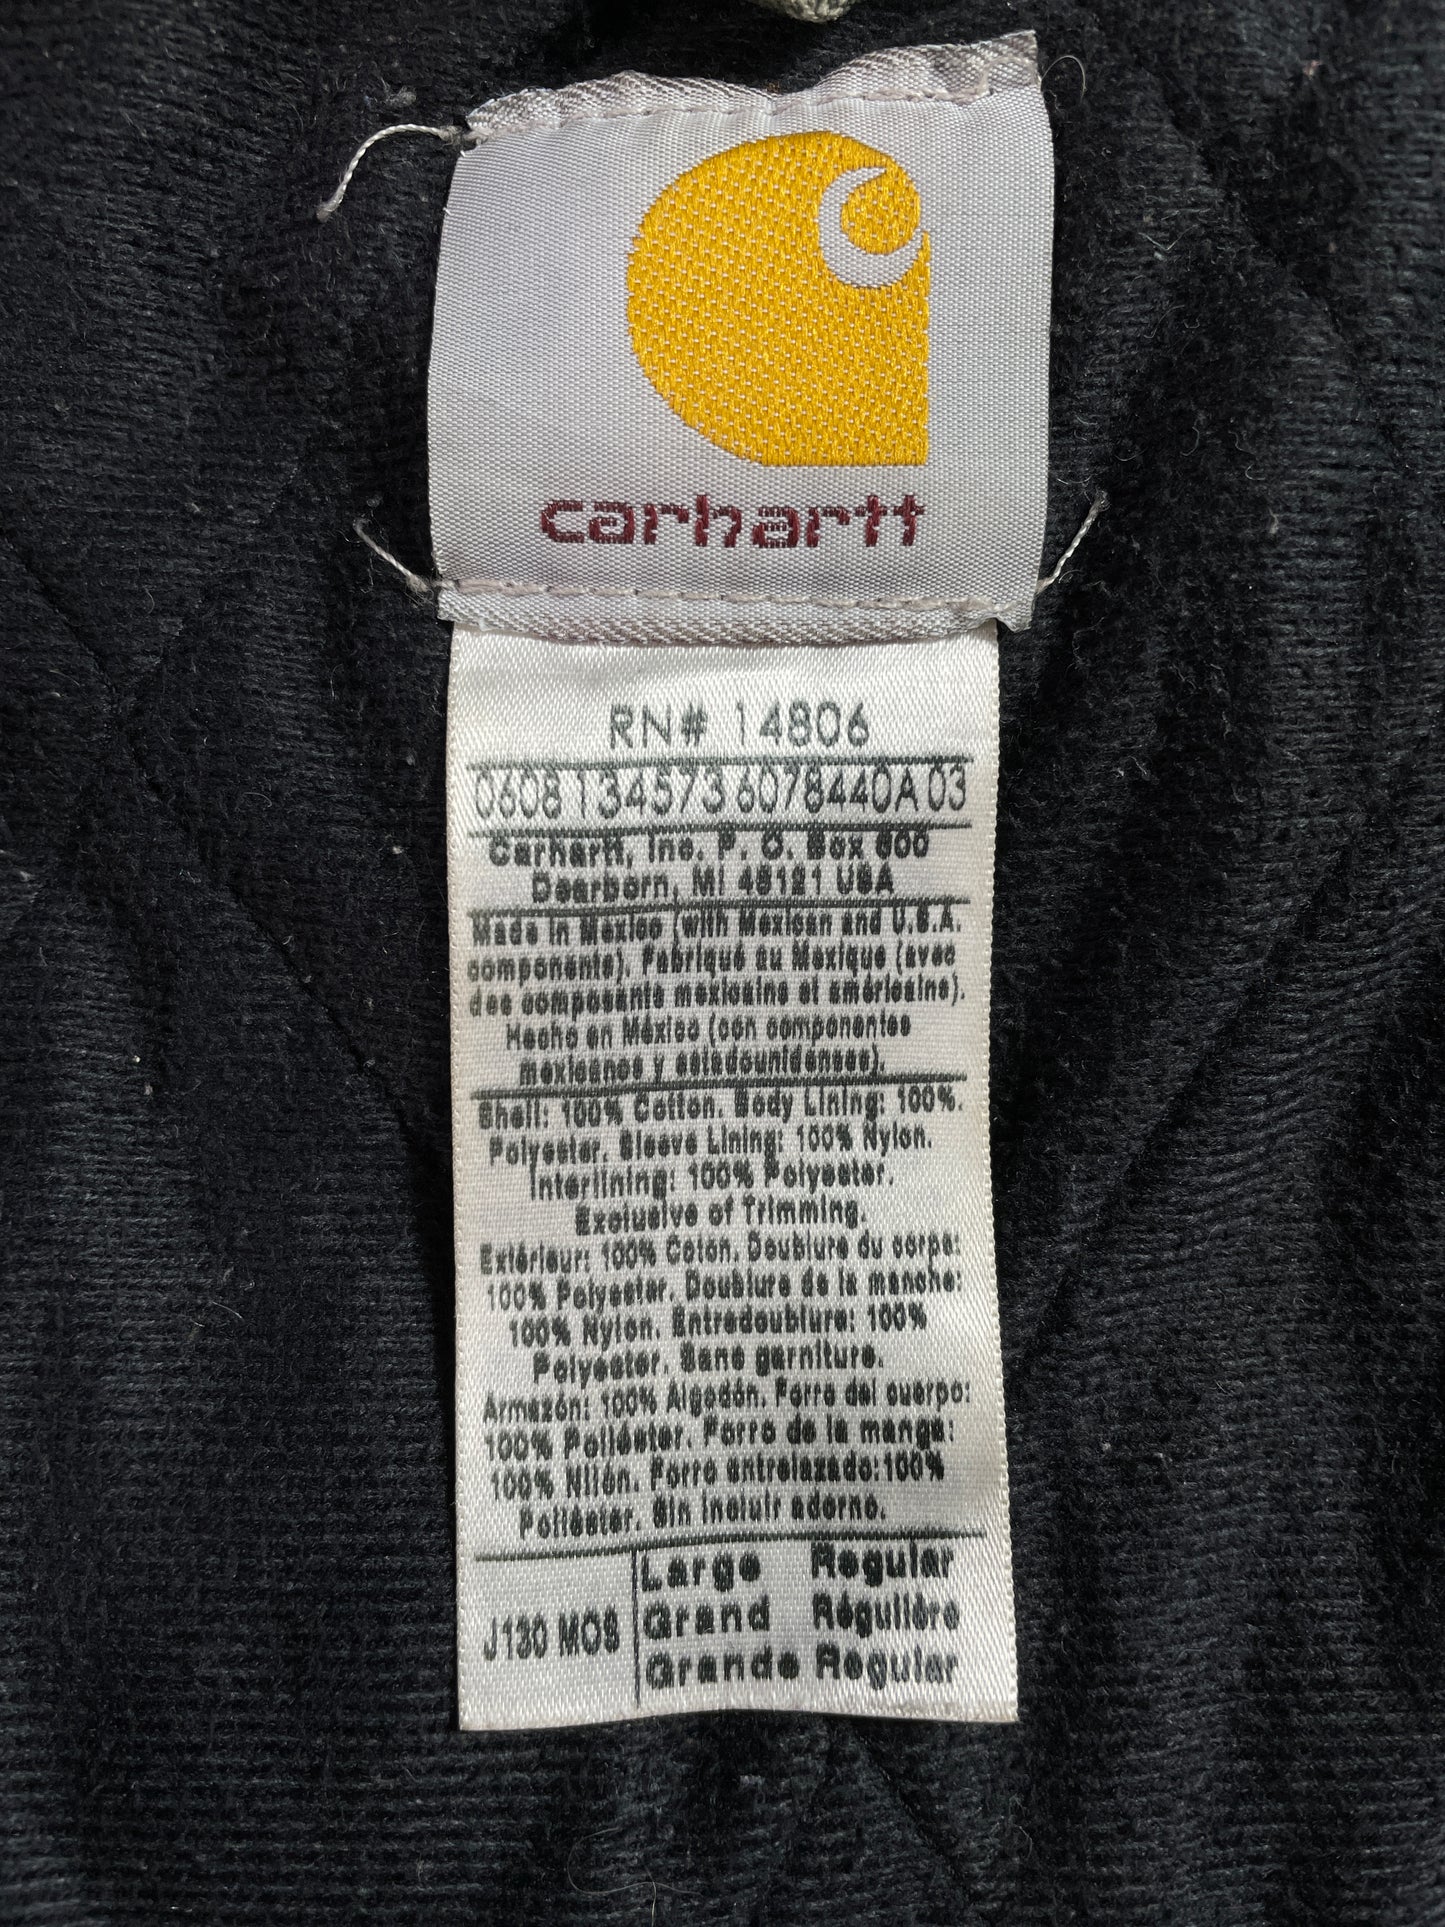 carhartt
RN# 14806
0608 134573 6078440A 03
Carhartt, Inc. P. O. Box 600
Dearborn, MI 48121 USA
Made in Mexico (with Mexican and U.S.A.
components). Fabriqué au Mexique (avec
des composants mexicains et américains).
Hecho en México (con componentes
mexicanos y estadounidenses).
Shell: 100% Cotton. Body Lining: 100%.
Polyester. Sleeve Lining: 100% Nylon.
Interlining: 100% Polyester.
Exclusive of Trimming.
Extérieur: 100% Coton. Doublure du corps:
100% Polyester. Doublure de la manche:
100% Nylon. Entredoublure: 100%
Polyester. Sans garniture.
Armazón: 100% Algodón. Forro del cuerpo:
100% Poliéster. Forro de la manga:
100% Nilón. Forro entrelazado: 100%
Poliéster. Sin incluir adorno.
J130 MOS
Large Regular
Grand Régulière
Grande Regular